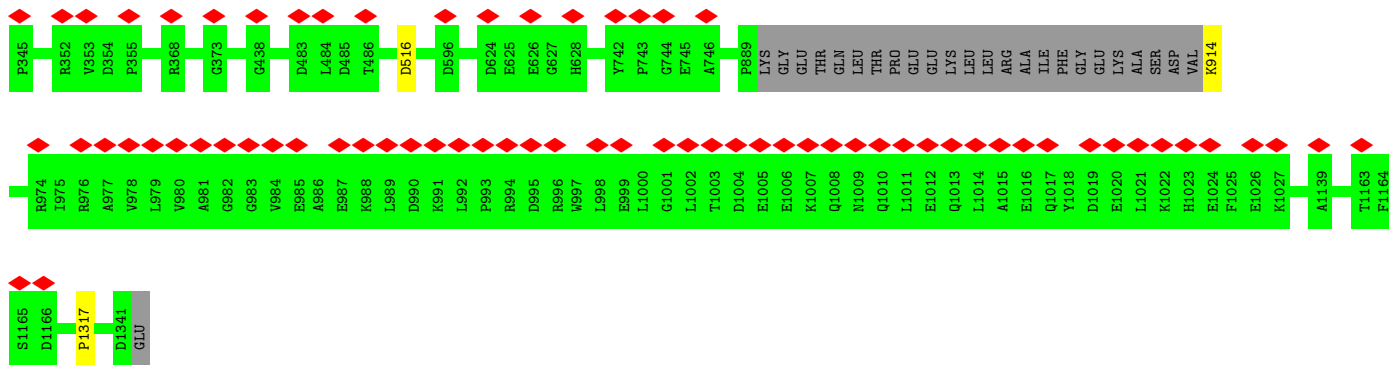 P345 R352 V353 D354 P355 R368 G373 G438 D483 L484 D485 T486 D516 D596 D624 E625 E626 G627 H628 Y742 P743 G744 E745 A746 P889 LYS GLY GLU THR GLN LEU THR PRO GLU GLU LYS LEU LEU ARG ALA ILE PHE GLY GLU LYS ALA SER ASP VAL K914
R974 I975 R976 A977 V978 L979 V980 A981 G982 G983 V984 E985 A986 E987 K988 L989 D990 K991 L992 P993 R994 D995 R996 W997 L998 E999 L1000 G1001 L1002 T1003 D1004 E1005 E1006 K1007 Q1008 N1009 Q1010 L1011 E1012 Q1013 L1014 A1015 E1016 Q1017 Y1018 D1019 E1020 L1021 K1022 H1023 E1024 F1025 E1026 K1027 A1139 T1163 F1164
S1165 D1166 P1317 D1341 GLU